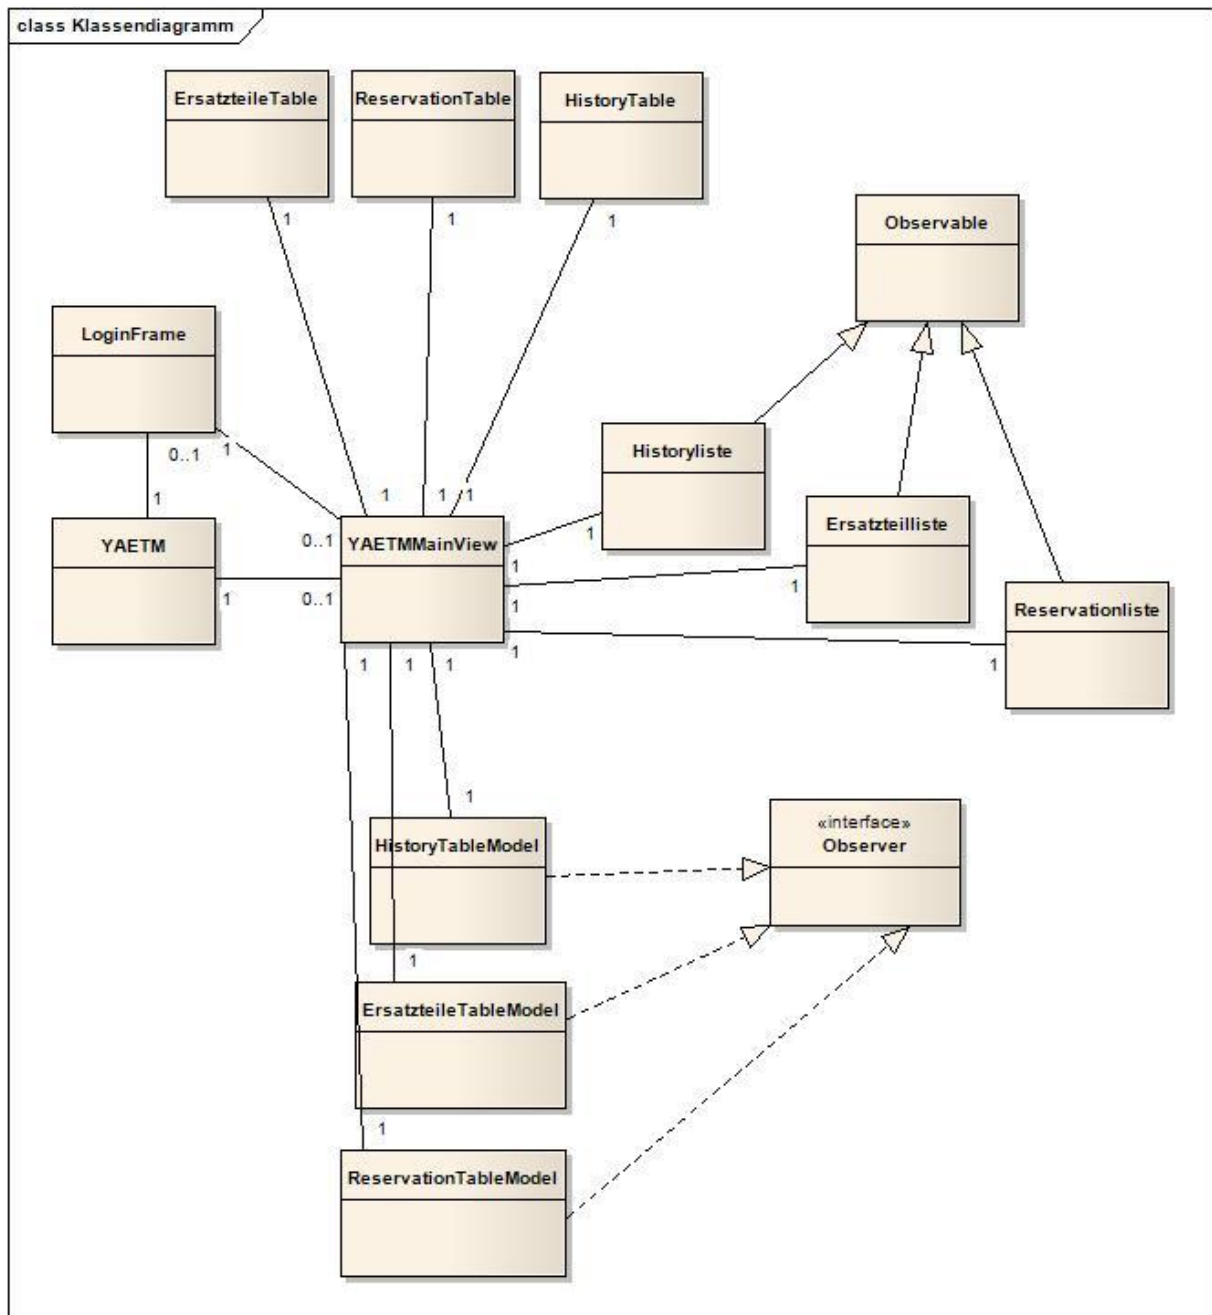 class Klassendiagramm
ErsatzteileTable
ReservationTable
HistoryTable
1
1
1
Observable
LoginFrame
0..1
1
1
YAETM
1
0..1
0..1
1
1
1
YAETMMainView
Historyliste
1
1
Ersatzteilliste
1
1
Reservationliste
1
1
1
1
1
1
HistoryTableModel
«interface»
Observer
1
ErsatzteileTableModel
1
ReservationTableModel